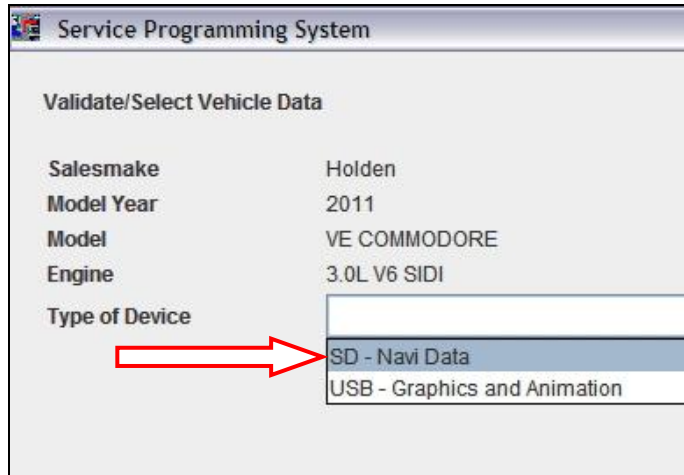 Service Programming System
Validate/Select Vehicle Data
Salesmake Holden
Model Year 2011
Model VE COMMODORE
Engine 3.0L V6 SIDI
Type of Device
SD - Navi Data
USB - Graphics and Animation